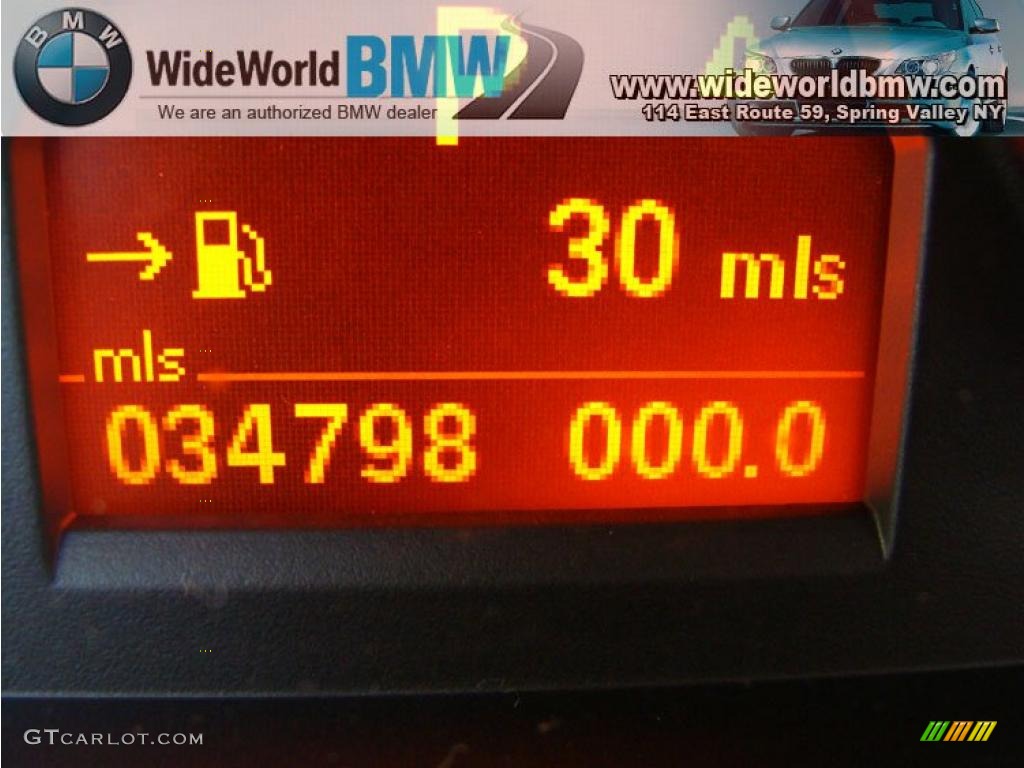 BMW
WideWorld BMW
We are an authorized BMW dealer
www.wideworldbmw.com
114 East Route 59, Spring Valley NY
P
→ 30 mls
mls
034798 000.0
GTCARLOT.COM